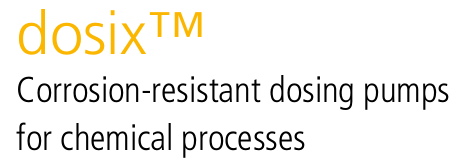 dosix™
Corrosion-resistant dosing pumps
for chemical processes